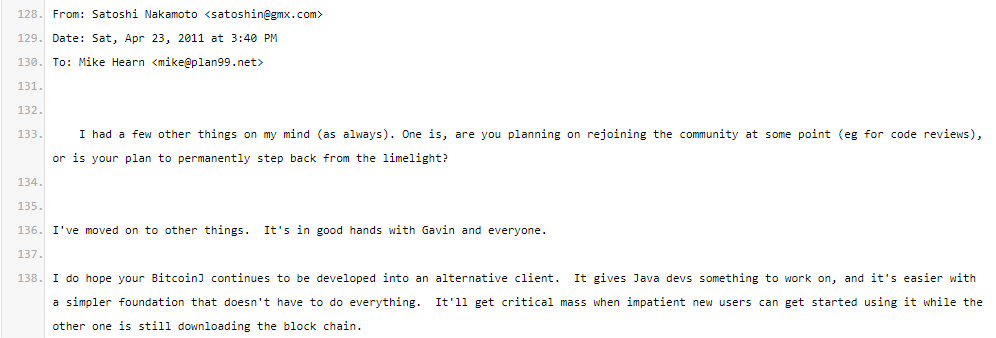 128. From: Satoshi Nakamoto <satoshin@gmx.com>
129. Date: Sat, Apr 23, 2011 at 3:40 PM
130. To: Mike Hearn <mike@plan99.net>
131.
132.
133. I had a few other things on my mind (as always). One is, are you planning on rejoining the community at some point (eg for code reviews),
or is your plan to permanently step back from the limelight?
134.
135.
136. I've moved on to other things.  It's in good hands with Gavin and everyone.
137.
138. I do hope your BitcoinJ continues to be developed into an alternative client.  It gives Java devs something to work on, and it's easier with
a simpler foundation that doesn't have to do everything.  It'll get critical mass when impatient new users can get started using it while the
other one is still downloading the block chain.